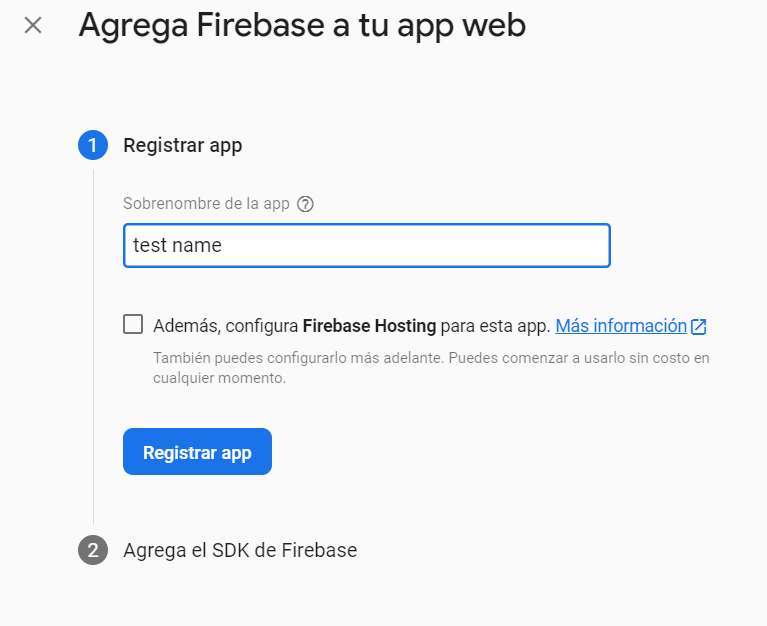 Agrega Firebase a tu app web
1 Registrar app
Sobrenombre de la app ?
test name
Además, configura Firebase Hosting para esta app. Más información
También puedes configurarlo más adelante. Puedes comenzar a usarlo sin costo en
cualquier momento.
Registrar app
2 Agrega el SDK de Firebase